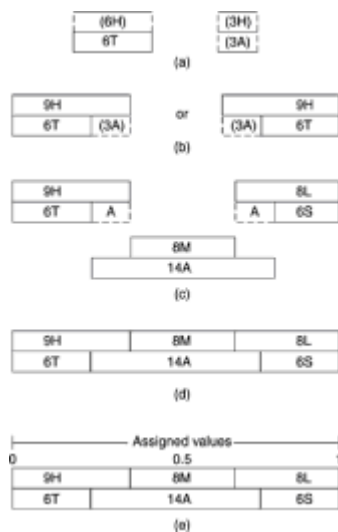 (6H) (3H)
6T (3A)
(a)
9H or 9H
6T (3A) (3A) 6T
(b)
9H 8L
6T A A 6S
8M
14A
(c)
9H 8M 8L
6T 14A 6S
(d)
Assigned values
0 0.5 1
9H 8M 8L
6T 14A 6S
(e)